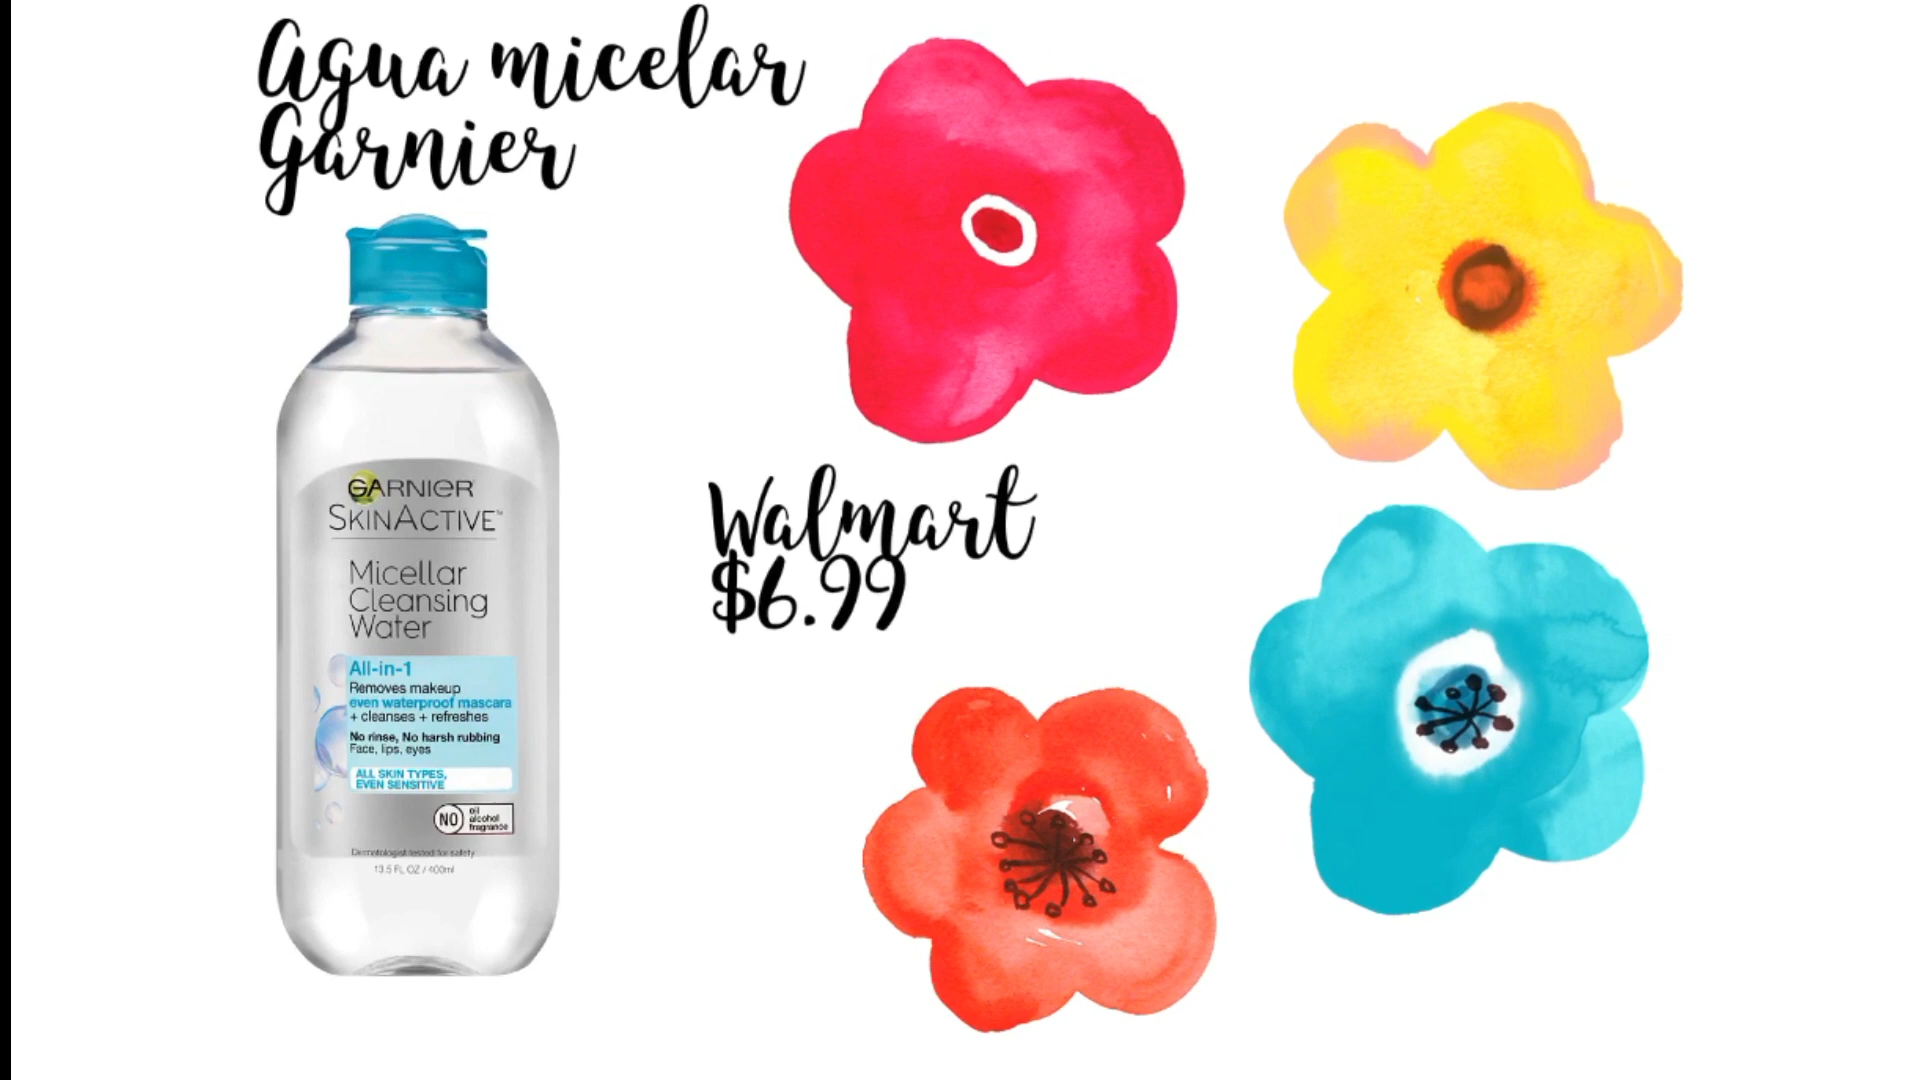 Agua micelar
Garnier
GARNIER
SKINACTIVE™
Micellar
Cleansing
Water
All-in-1
Removes makeup
even waterproof mascara
+ cleanses + refreshes
No rinse, No harsh rubbing
Face, lips, eyes
ALL SKIN TYPES,
EVEN SENSITIVE
NO
oil
alcohol
fragrance
Dermatologist tested for safety
13.5 FL OZ / 400ml
Walmart
$6.99